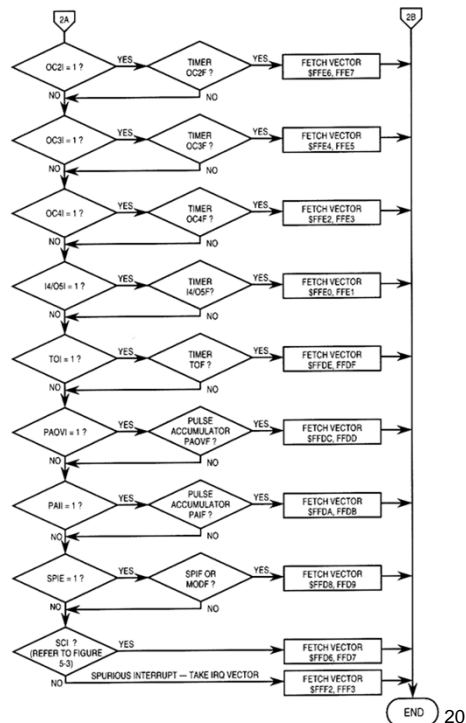 2A
2B
OC2I = 1 ?
YES
TIMER
OC2F ?
YES
FETCH VECTOR
$FFE6, FFE7
NO
NO
OC3I = 1 ?
YES
TIMER
OC3F ?
YES
FETCH VECTOR
$FFE4, FFE5
NO
NO
OC4I = 1 ?
YES
TIMER
OC4F ?
YES
FETCH VECTOR
$FFE2, FFE3
NO
NO
I4/O5I = 1 ?
YES
TIMER
I4/O5F?
YES
FETCH VECTOR
$FFE0, FFE1
NO
NO
TOI = 1 ?
YES
TIMER
TOF ?
YES
FETCH VECTOR
$FFDE, FFDF
NO
NO
PAOVI = 1 ?
YES
PULSE
ACCUMULATOR
PAOVF ?
YES
FETCH VECTOR
$FFDC, FFDD
NO
NO
PAII = 1 ?
YES
PULSE
ACCUMULATOR
PAIF ?
YES
FETCH VECTOR
$FFDA, FFDB
NO
NO
SPIE = 1 ?
YES
SPIF OR
MODF ?
YES
FETCH VECTOR
$FFD8, FFD9
NO
NO
SCI ?
(REFER TO FIGURE
5-3)
YES
FETCH VECTOR
$FFD6, FFD7
NO
SPURIOUS INTERRUPT — TAKE IRQ VECTOR
FETCH VECTOR
$FFF2, FFF3
END
20